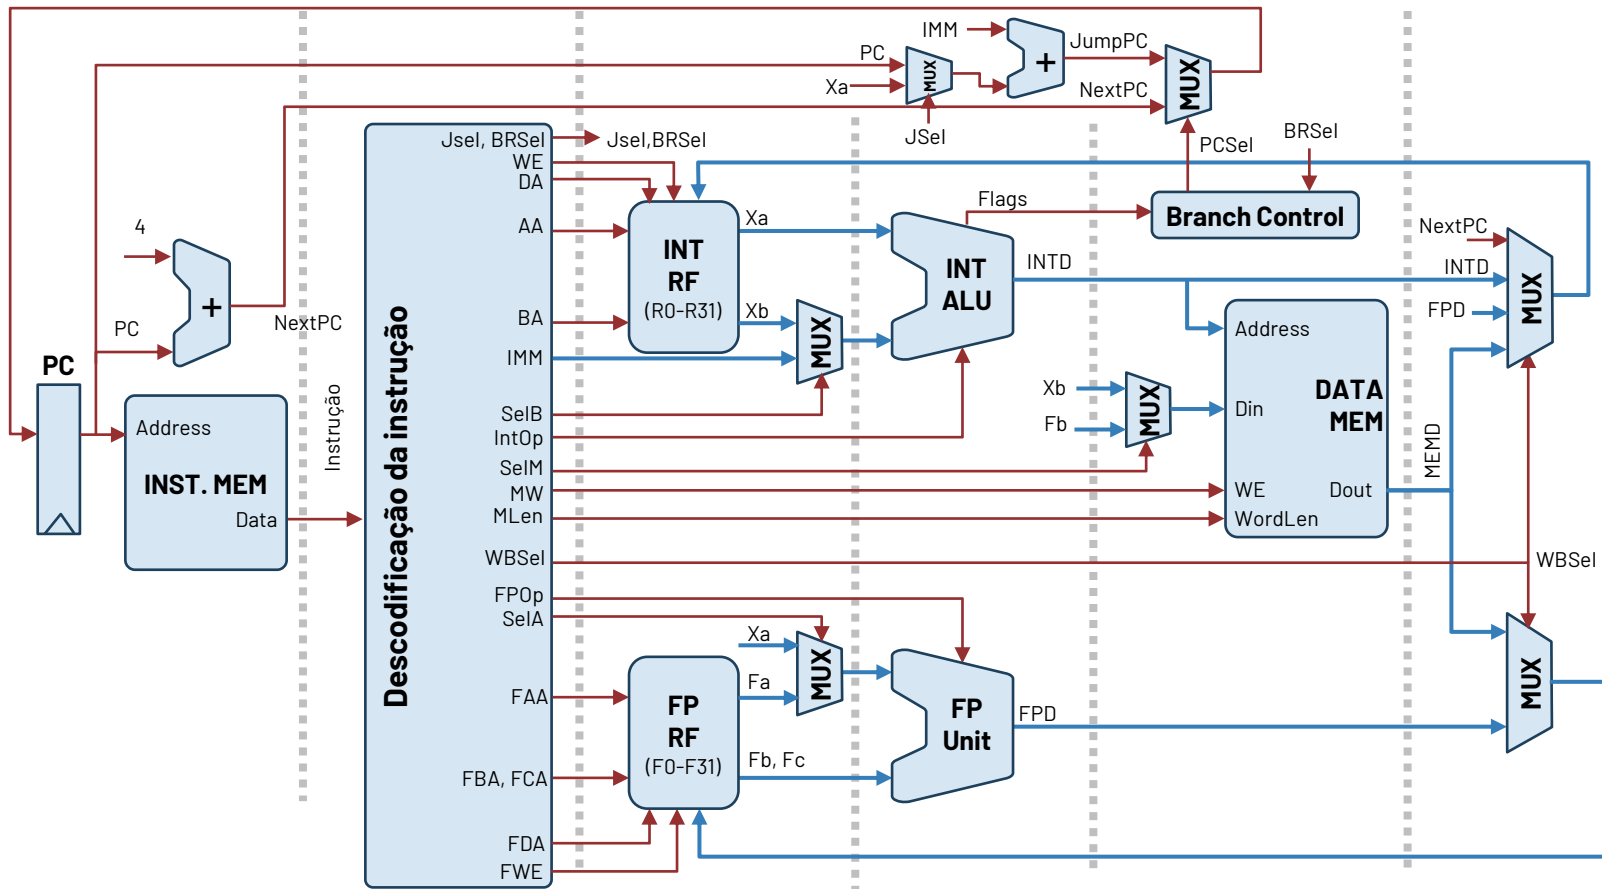 IMM
JumpPC
PC
MUX
+
MUX
Xa
NextPC
JSel
PCSel
BRSel
Jsel, BRSel
Jsel,BRSel
WE
DA
AA
BA
IMM
SelB
IntOp
SelM
MW
MLen
WBSel
FPOp
SelA
FAA
FBA, FCA
FDA
FWE
Descodificação da instrução
4
+
PC
NextPC
PC
Address
INST. MEM
Data
Instrução
INT
RF
(R0-R31)
Xa
Xb
MUX
INT
ALU
Flags
Branch Control
INTD
NextPC
INTD
FPD
MUX
Address
DATA
MEM
Din
WE
Dout
WordLen
Xb
Fb
MUX
MEMD
WBSel
Xa
Fa
MUX
FP
RF
(F0-F31)
Fb, Fc
FP
Unit
FPD
MUX